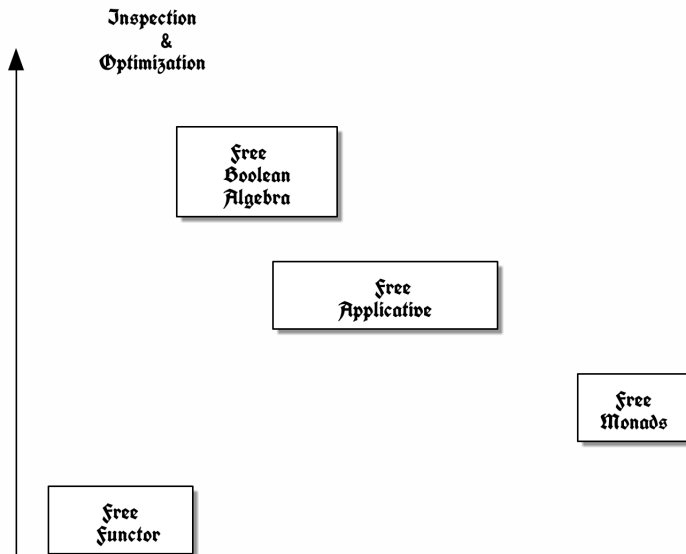 Inspection
&
Optimization
Free
Boolean
Algebra
Free
Applicative
Free
Monads
Free
Functor